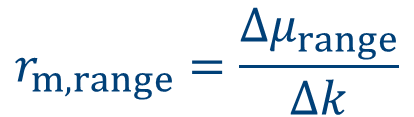 r_m,range = Δμ_range / Δk